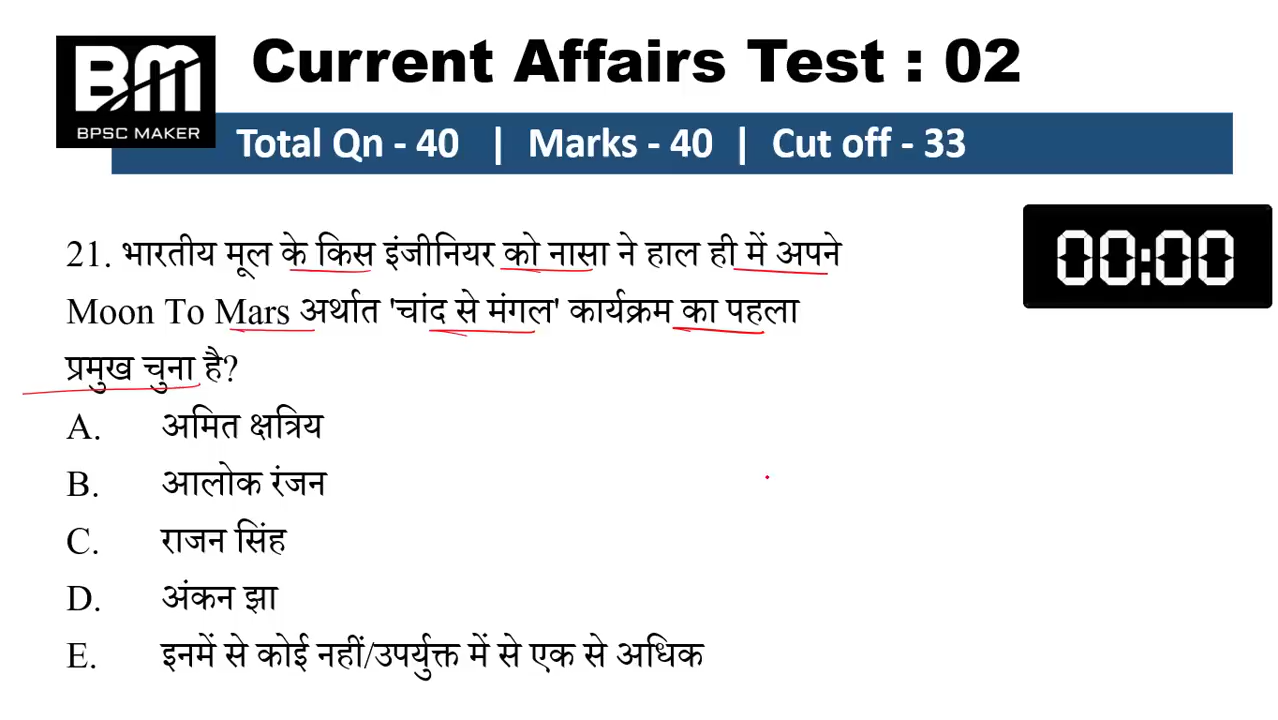 BM
BPSC MAKER
Current Affairs Test : 02
Total Qn - 40 | Marks - 40 | Cut off - 33
00:00
21. भारतीय मूल के किस इंजीनियर को नासा ने हाल ही में अपने
Moon To Mars अर्थात 'चांद से मंगल' कार्यक्रम का पहला
प्रमुख चुना है?
A. अमित क्षत्रिय
B. आलोक रंजन
C. राजन सिंह
D. अंकन झा
E. इनमें से कोई नहीं/उपर्युक्त में से एक से अधिक